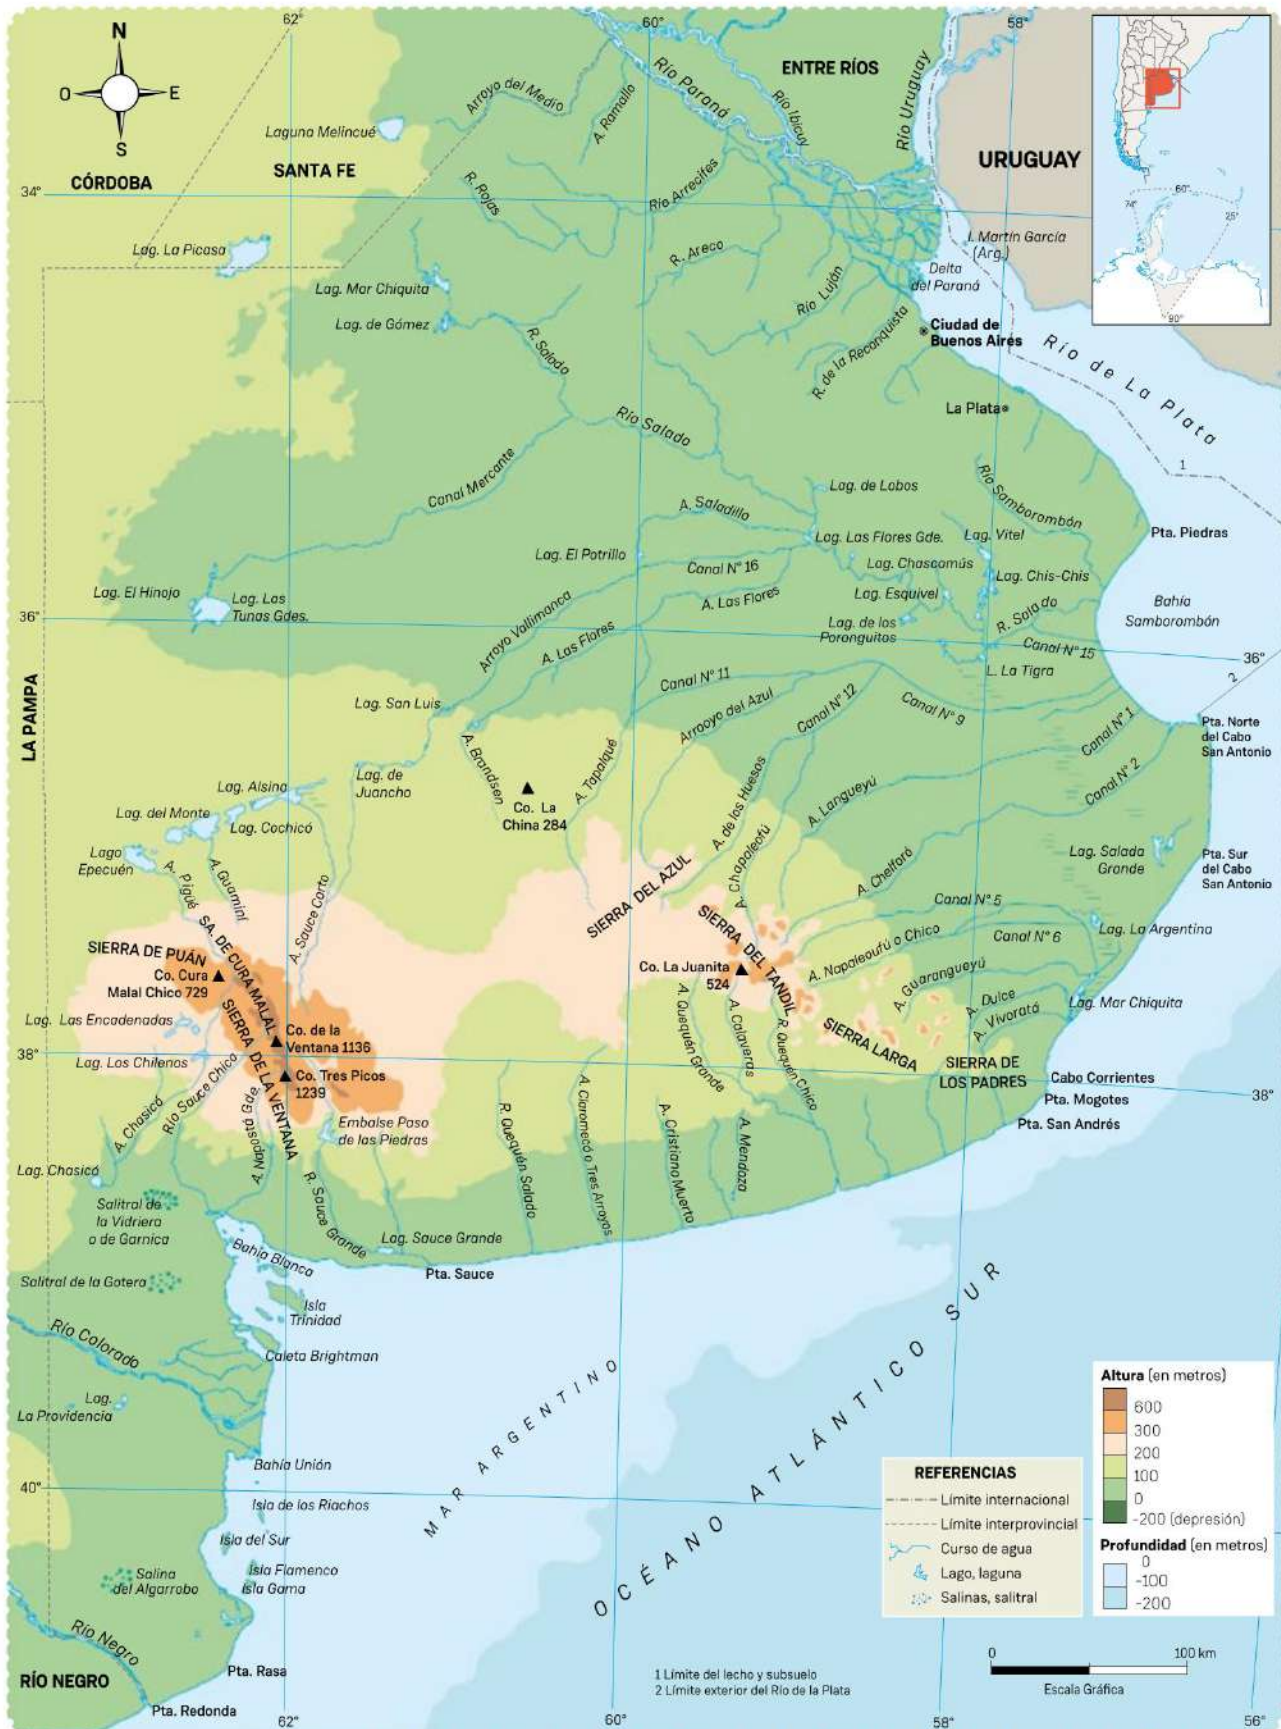 62°
60°
58°
N
O
E
S
ENTRE RÍOS
Río Paraná
Río Ibicuy
Río Uruguay
Arroyo del Medio
A. Ramallo
Laguna Melincué
URUGUAY
CÓRDOBA
SANTA FE
34°
R. Rojas
Río Arrecifes
60°
74°
25°
90°
Lag. La Picasa
R. Areco
I. Martín García
(Arg.)
Lag. Mar Chiquita
Río Luján
Delta
del Paraná
Lag. de Gómez
R. Salado
R. de la Reconquista
Ciudad de
Buenos Aires
Río de La Plata
La Plata
Río Salado
1
Canal Mercante
Lag. de Lobos
Río Samborombón
A. Saladillo
Lag. Las Flores Gde.
Lag. Vitel
Pta. Piedras
Lag. El Potrillo
Canal N° 16
Lag. Chascomús
Lag. Chis-Chis
Lag. El Hinojo
Lag. Las
Tunas Gdes.
A. Las Flores
Lag. Esquivel
Bahía
Samborombón
36°
Arroyo Vallimanca
A. Las Flores
Lag. de los
Poronguitos
R. Salado
Canal N° 15
36°
L. La Tigra
2
LA PAMPA
Canal N° 11
Lag. San Luis
Arrooyo del Azul
Canal N° 12
Canal N° 9
Canal N° 1
Pta. Norte
del Cabo
San Antonio
A. Brandsen
A. Tapalqué
Lag. de
Juancho
Canal N° 2
Lag. Alsina
Co. La
China 284
A. de los Huesos
A. Langueyú
Lag. del Monte
Lag. Cochicó
Lago
Epecuén
A. Pigüé
A. Guaminí
A. Chapaleofú
A. Chelforó
Lag. Salada
Grande
Pta. Sur
del Cabo
San Antonio
SIERRA DEL AZUL
A. Sauce Corto
Canal N° 5
SIERRA DE PUÁN
SA. DE CURA MALAL
SIERRA DEL TANDIL
Lag. La Argentina
Canal N° 6
Co. Cura
Malal Chico 729
Co. La Juanita
524
A. Napaleoufú o Chico
A. Guarangueyú
A. Dulce
Lag. Mar Chiquita
A. Vivoratá
Lag. Las Encadenadas
SIERRA DE LA VENTANA
Co. de la
Ventana 1136
A. Quequén Grande
A. Calaveras
R. Quequén Chico
SIERRA LARGA
38°
Lag. Los Chilenos
Río Sauce Chico
Co. Tres Picos
1239
SIERRA DE
LOS PADRES
Cabo Corrientes
38°
Pta. Mogotes
Pta. San Andrés
A. Chasicó
A. Naposta Gde.
Embalse Paso
de las Piedras
R. Quequén Salado
A. Claromecó o Tres Arroyos
A. Cristiano Muerto
A. Mendoza
Lag. Chasicó
R. Sauce Grande
Salitral de
la Vidriera
o de Garnica
Lag. Sauce Grande
Bahía Blanca
Pta. Sauce
Salitral de la Gotera
Isla
Trinidad
Río Colorado
Caleta Brightman
MAR ARGENTINO
OCÉANO ATLÁNTICO SUR
Lag.
La Providencia
Bahía Unión
40°
Isla de los Riachos
Isla del Sur
Isla Flamenco
Isla Gama
Salina
del Algarrobo
Río Negro
RÍO NEGRO
Pta. Rasa
Pta. Redonda
Altura (en metros)
600
300
200
100
0
-200 (depresión)
Profundidad (en metros)
0
-100
-200
REFERENCIAS
Límite internacional
Límite interprovincial
Curso de agua
Lago, laguna
Salinas, salitral
0
100 km
Escala Gráfica
1 Límite del lecho y subsuelo
2 Límite exterior del Río de la Plata
62°
60°
58°
56°